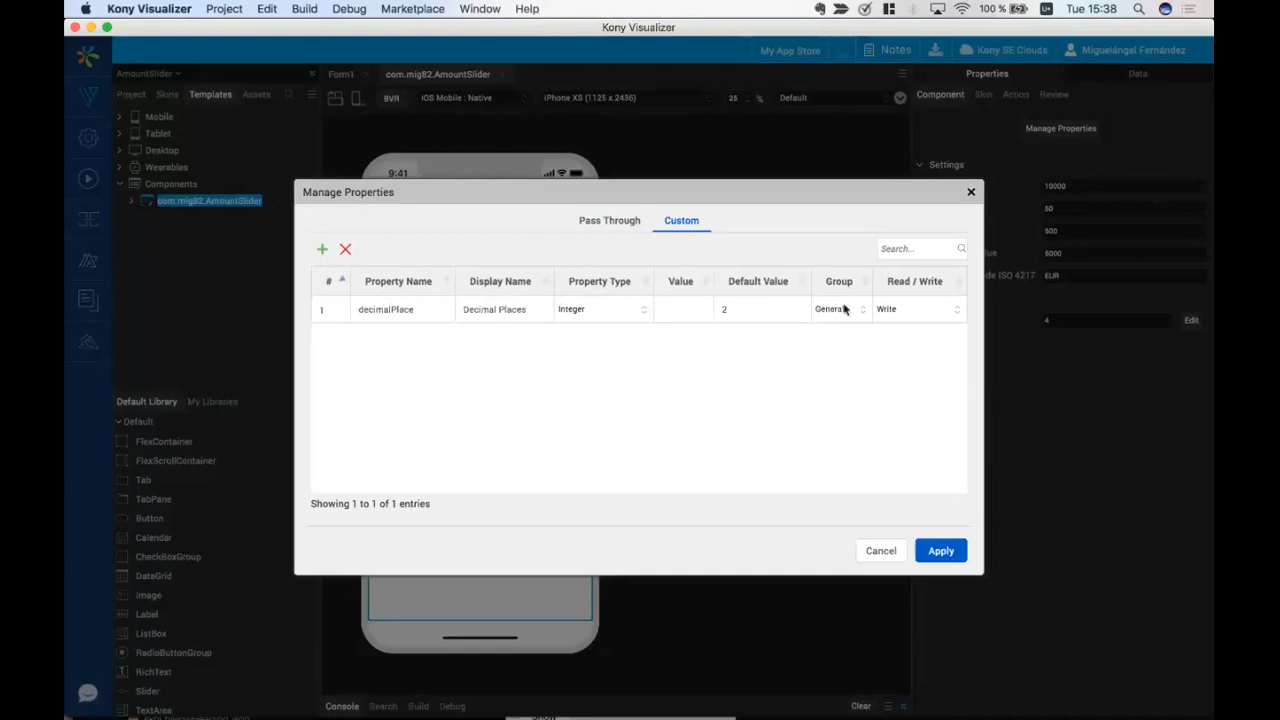 Kony Visualizer Project Edit Build Debug Marketplace Window Help 100 % Tue 15:38
Kony Visualizer
My App Store Notes Kony SE Clouds Miguelángel Fernández
AmountSlider Form1 com.mig82.AmountSlider Properties Data
Project Skins Templates Assets BVR iOS Mobile : Native iPhone XS (1125 x 2436) 25 % Default Component Skin Action Review
Mobile
Tablet
Desktop
Wearables
Components
com.mig82.AmountSlider
Manage Properties
Settings
10000
50
500
5000
ISO 4217 EUR
4 Edit
9:41
Manage Properties
Pass Through Custom
Search...
# Property Name Display Name Property Type Value Default Value Group Read / Write
1 decimalPlace Decimal Places Integer 2 General Write
Showing 1 to 1 of 1 entries
Cancel Apply
Default Library My Libraries
Default
FlexContainer
FlexScrollContainer
Tab
TabPane
Button
Calendar
CheckBoxGroup
DataGrid
Image
Label
ListBox
RadioButtonGroup
RichText
Slider
TextArea
Console Search Build Debug Clear